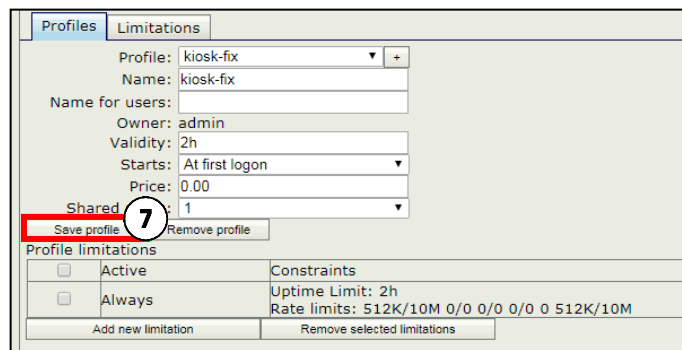 Profiles Limitations
Profile: kiosk-fix +
Name: kiosk-fix
Name for users:
Owner: admin
Validity: 2h
Starts: At first logon
Price: 0.00
Shared : 1
Save profile 7 Remove profile
Profile limitations
Active Constraints
Always Uptime Limit: 2h
Rate limits: 512K/10M 0/0 0/0 0/0 0 512K/10M
Add new limitation Remove selected limitations